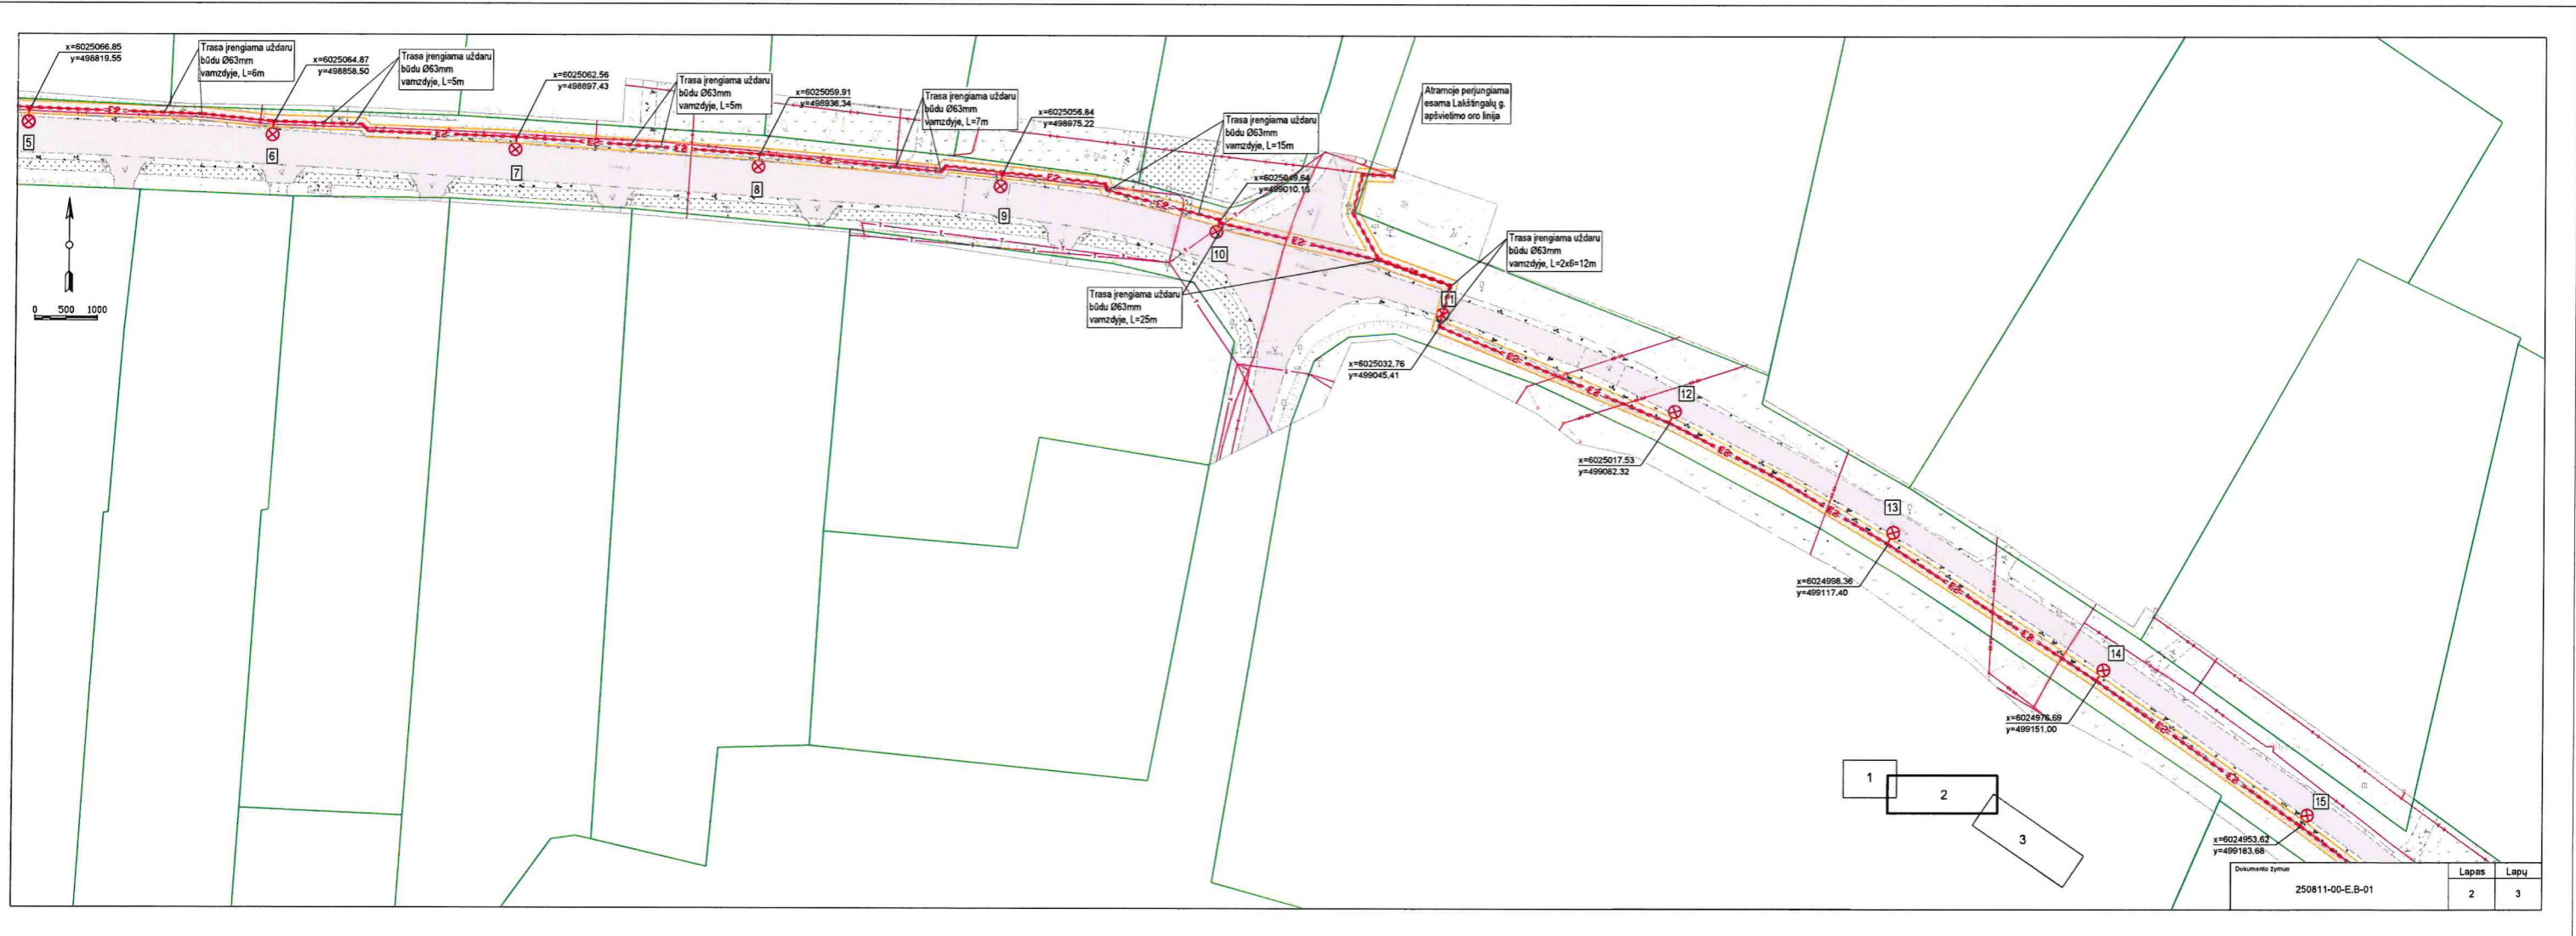 x=6025066.85
y=498819.55
Trasa įrengiama uždaru
būdu Ø63mm
vamzdyje, L=6m
x=6025064.87
y=498858.50
Trasa įrengiama uždaru
būdu Ø63mm
vamzdyje, L=5m
x=6025062.56
y=498897.43
Trasa įrengiama uždaru
būdu Ø63mm
vamzdyje, L=5m
x=6025059.91
y=498936.34
Trasa įrengiama uždaru
būdu Ø63mm
vamzdyje, L=7m
x=6025056.84
y=498975.22
Trasa įrengiama uždaru
būdu Ø63mm
vamzdyje, L=15m
Atramoje perjungiama
esama Lakštingalų g.
apšvietimo oro linija
x=6025049.64
y=499010.16
5
6
7
8
9
10
Trasa įrengiama uždaru
būdu Ø63mm
vamzdyje, L=2x6=12m
Trasa įrengiama uždaru
būdu Ø63mm
vamzdyje, L=25m
0 500 1000
11
x=6025032.76
y=499045.41
12
x=6025017.53
y=499082.32
13
x=6024998.36
y=499117.40
14
x=6024976.69
y=499151.00
15
x=6024953.62
y=499183.68
1
2
3
Dokumento žymuo
250811-00-E.B-01
Lapas Lapų
2 3